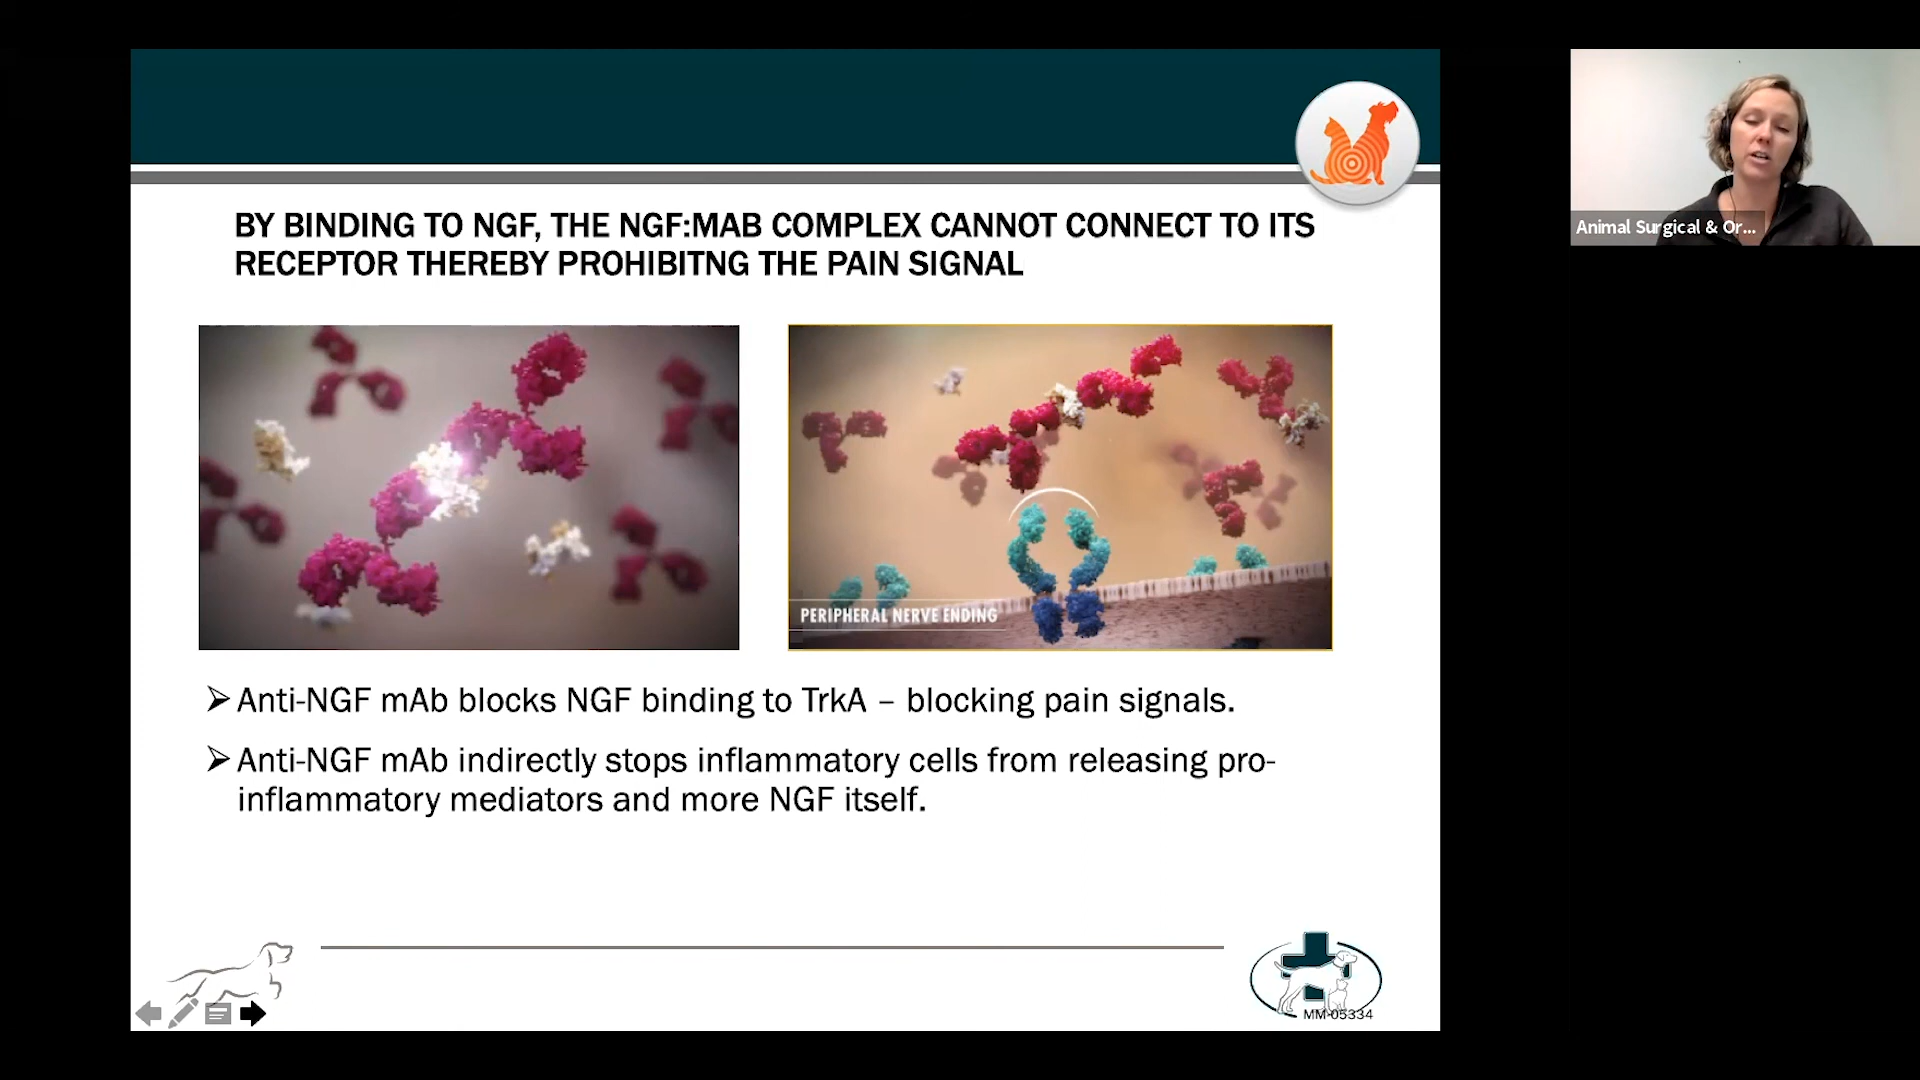 BY BINDING TO NGF, THE NGF:MAB COMPLEX CANNOT CONNECT TO ITS
RECEPTOR THEREBY PROHIBITNG THE PAIN SIGNAL
PERIPHERAL NERVE ENDING
➢Anti-NGF mAb blocks NGF binding to TrkA – blocking pain signals.
➢Anti-NGF mAb indirectly stops inflammatory cells from releasing pro-
inflammatory mediators and more NGF itself.
MM-05334
Animal Surgical & Or...